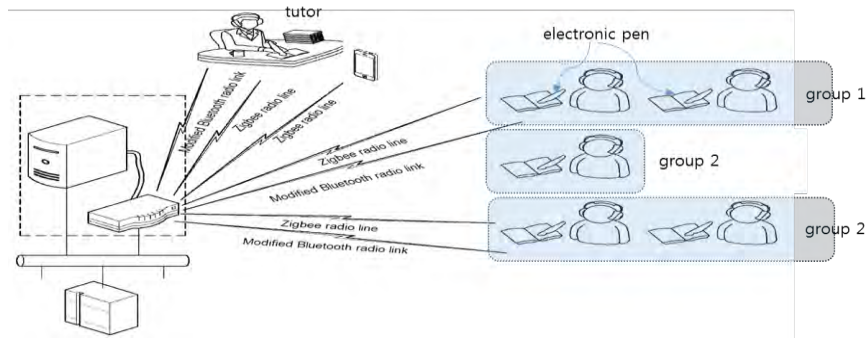 tutor
electronic pen
group 1
Modified Bluetooth radio link
Zigbee radio line
Zigbee radio line
Zigbee radio line
Modified Bluetooth radio link
group 2
Zigbee radio line
Modified Bluetooth radio link
group 2